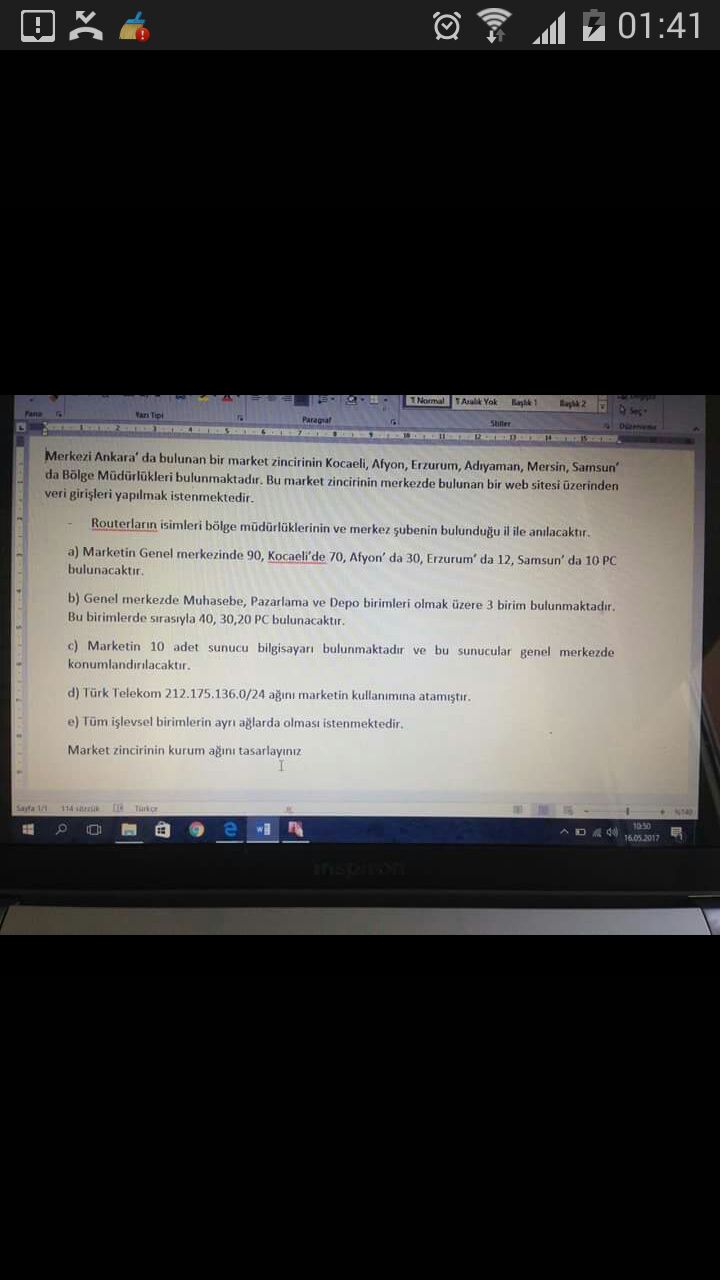 01:41
Normal
Aralık Yok
Başlık 1
Başlık 2
Seç
Pano
Yazı Tipi
Paragraf
Stiller
Düzenleme
Merkezi Ankara' da bulunan bir market zincirinin Kocaeli, Afyon, Erzurum, Adıyaman, Mersin, Samsun'
da Bölge Müdürlükleri bulunmaktadır. Bu market zincirinin merkezde bulunan bir web sitesi üzerinden
veri girişleri yapılmak istenmektedir.
- Routerların isimleri bölge müdürlüklerinin ve merkez şubenin bulunduğu il ile anılacaktır.
a) Marketin Genel merkezinde 90, Kocaeli'de 70, Afyon' da 30, Erzurum' da 12, Samsun' da 10 PC
bulunacaktır.
b) Genel merkezde Muhasebe, Pazarlama ve Depo birimleri olmak üzere 3 birim bulunmaktadır.
Bu birimlerde sırasıyla 40, 30,20 PC bulunacaktır.
c) Marketin 10 adet sunucu bilgisayarı bulunmaktadır ve bu sunucular genel merkezde
konumlandırılacaktır.
d) Türk Telekom 212.175.136.0/24 ağını marketin kullanımına atamıştır.
e) Tüm işlevsel birimlerin ayrı ağlarda olması istenmektedir.
Market zincirinin kurum ağını tasarlayınız
Sayfa 1/1 114 sözcük Türkçe
%140
10:50
16.05.2017
inspiron